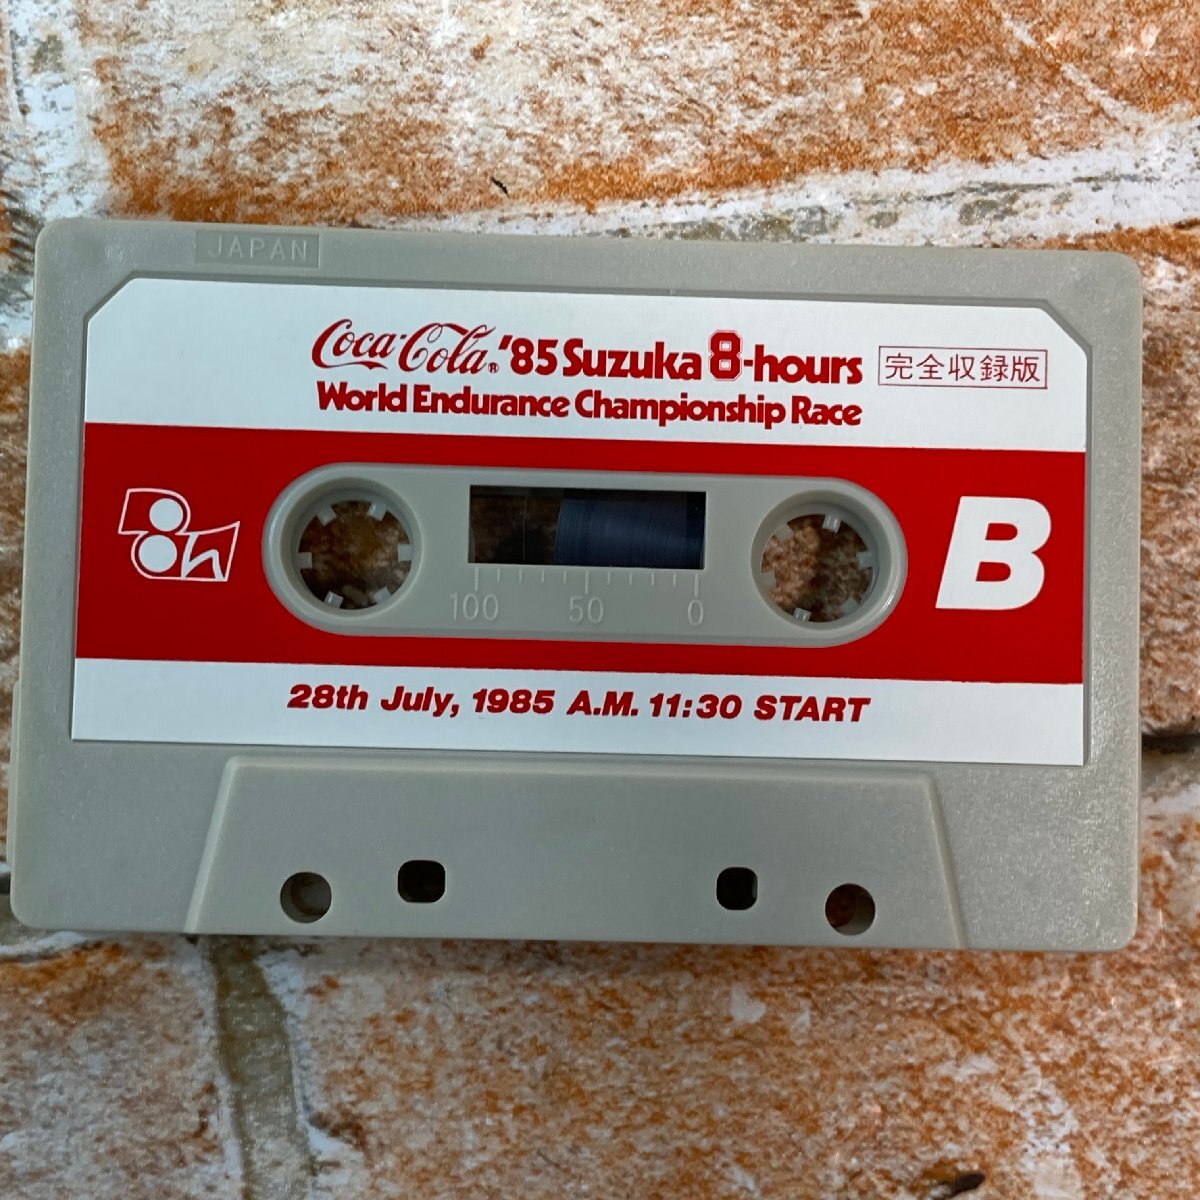 JAPAN
Coca-Cola® '85 Suzuka 8-hours 完全収録版
World Endurance Championship Race
B
100 50 0
28th July, 1985 A.M. 11:30 START